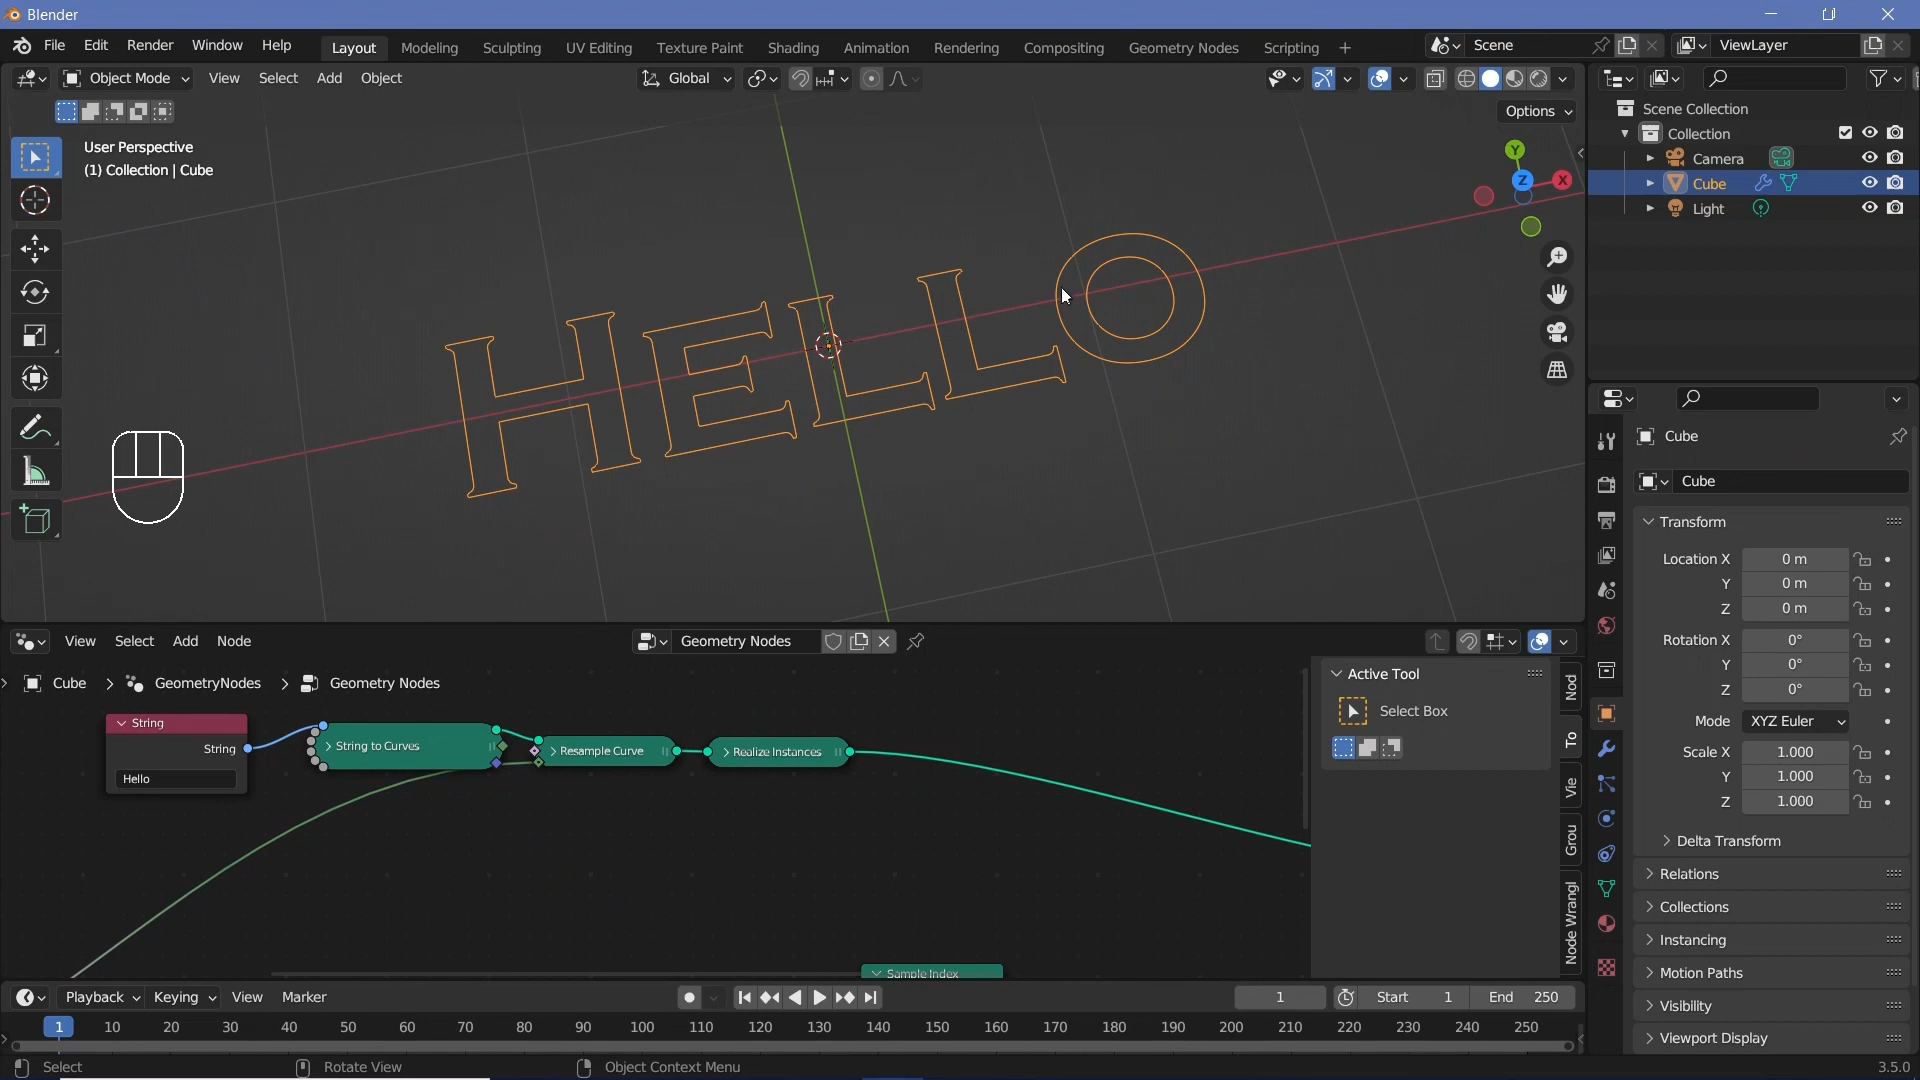 Blender
File Edit Render Window Help Layout Modeling Sculpting UV Editing Texture Paint Shading Animation Rendering Compositing Geometry Nodes Scripting + Scene ViewLayer
Object Mode View Select Add Object Global
Options
User Perspective
(1) Collection | Cube
Y
Z X
HELLO
Scene Collection
Collection
Camera
Cube
Light
Cube
Cube
Transform
Location X 0 m
Y 0 m
Z 0 m
Rotation X 0°
Y 0°
Z 0°
Mode XYZ Euler
Scale X 1.000
Y 1.000
Z 1.000
Delta Transform
Relations
Collections
Instancing
Motion Paths
Visibility
Viewport Display
View Select Add Node Geometry Nodes
Cube > GeometryNodes > Geometry Nodes
String
String
Hello
String to Curves
Resample Curve
Realize Instances
Sample Index
Active Tool
Select Box
Nod
To
Vie
Grou
Node Wrangl
Playback Keying View Marker 1 Start 1 End 250
1 10 20 30 40 50 60 70 80 90 100 110 120 130 140 150 160 170 180 190 200 210 220 230 240 250
Select Rotate View Object Context Menu 3.5.0